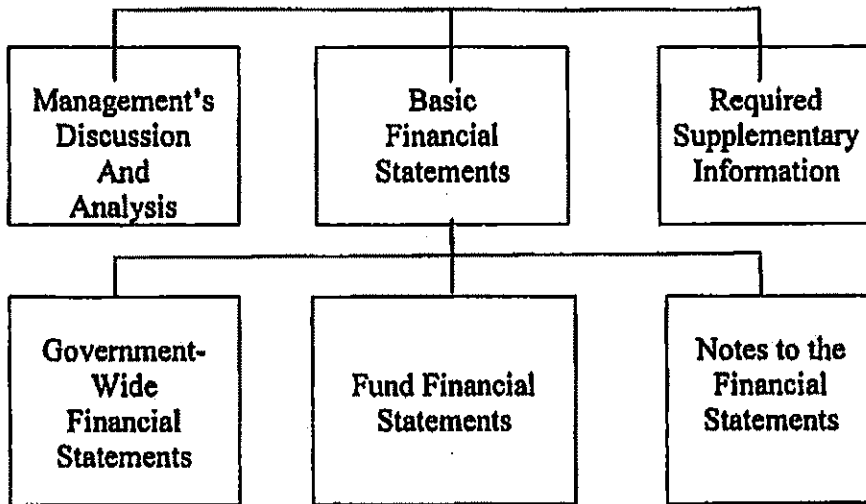 Management's
Discussion
And
Analysis
Basic
Financial
Statements
Required
Supplementary
Information
Government-
Wide
Financial
Statements
Fund Financial
Statements
Notes to the
Financial
Statements